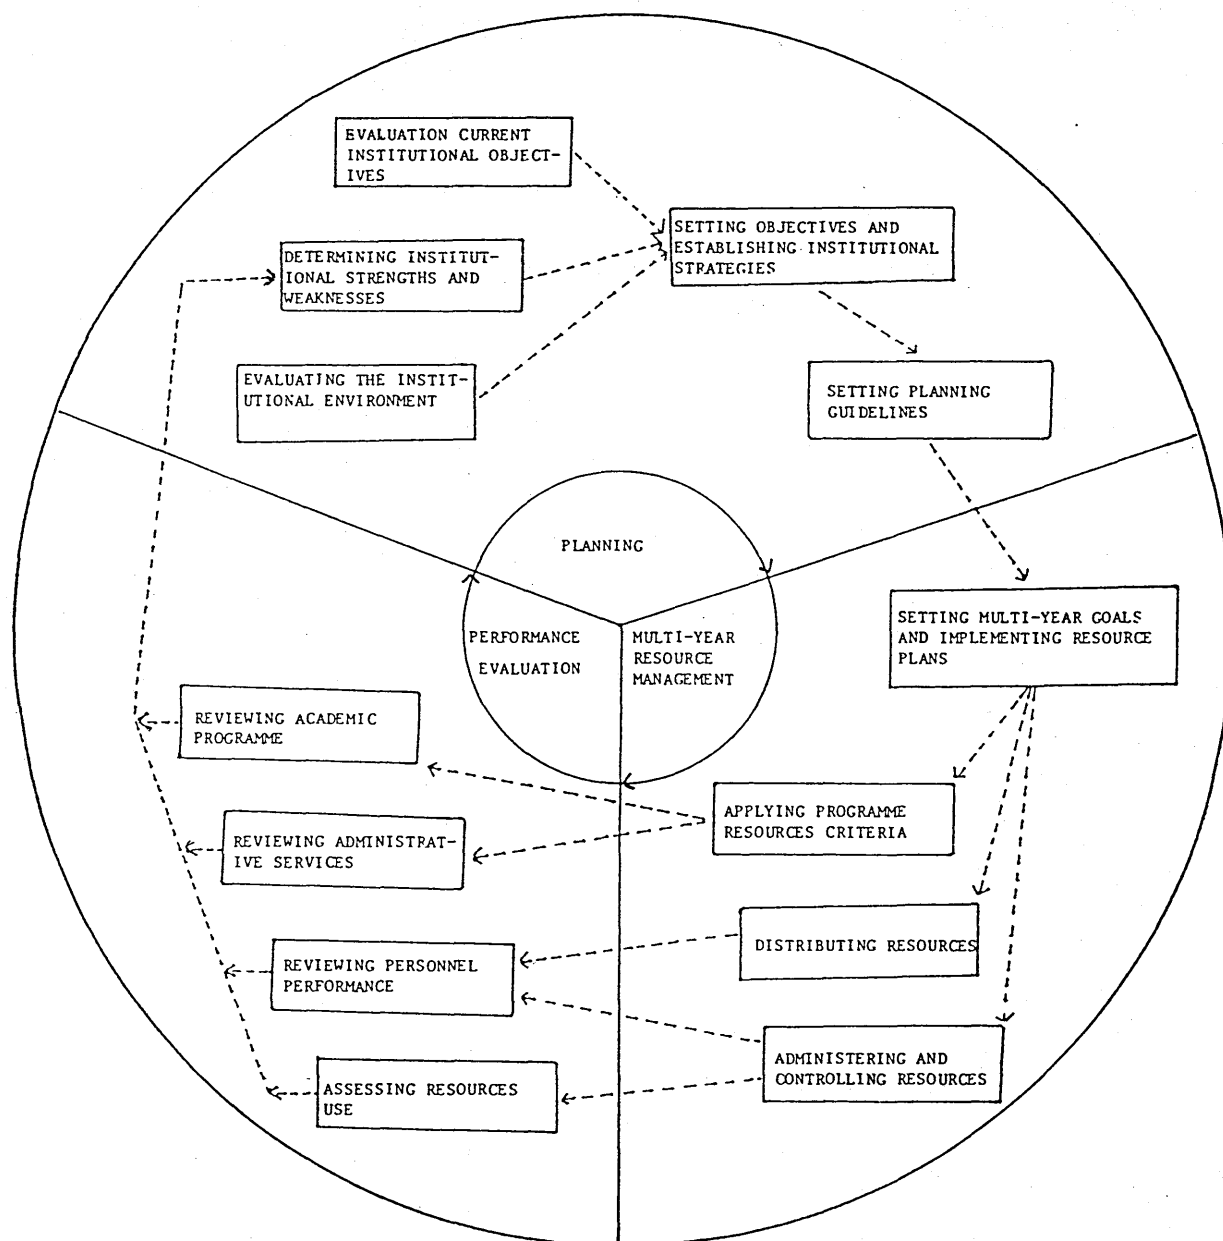 EVALUATION CURRENT
INSTITUTIONAL OBJECT-
IVES
SETTING OBJECTIVES AND
ESTABLISHING INSTITUTIONAL
STRATEGIES
DETERMINING INSTITUT-
IONAL STRENGTHS AND
WEAKNESSES
EVALUATING THE INSTIT-
UTIONAL ENVIRONMENT
SETTING PLANNING
GUIDELINES
PLANNING
PERFORMANCE
EVALUATION
MULTI-YEAR
RESOURCE
MANAGEMENT
SETTING MULTI-YEAR GOALS
AND IMPLEMENTING RESOURCE
PLANS
REVIEWING ACADEMIC
PROGRAMME
APPLYING PROGRAMME
RESOURCES CRITERIA
REVIEWING ADMINISTRAT-
IVE SERVICES
DISTRIBUTING RESOURCES
REVIEWING PERSONNEL
PERFORMANCE
ADMINISTERING AND
CONTROLLING RESOURCES
ASSESSING RESOURCES
USE